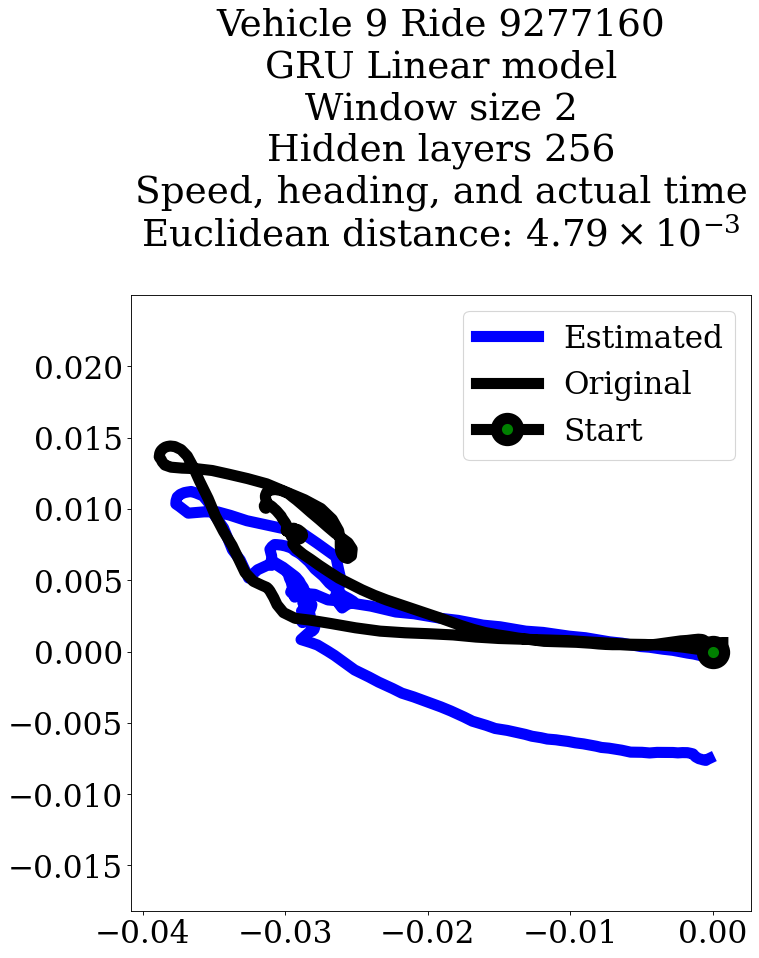 Vehicle 9 Ride 9277160
GRU Linear model
Window size 2
Hidden layers 256
Speed, heading, and actual time
Euclidean distance: 4.79 × 10⁻³
Estimated
Original
Start
0.020
0.015
0.010
0.005
0.000
−0.005
−0.010
−0.015
−0.04 −0.03 −0.02 −0.01 0.00